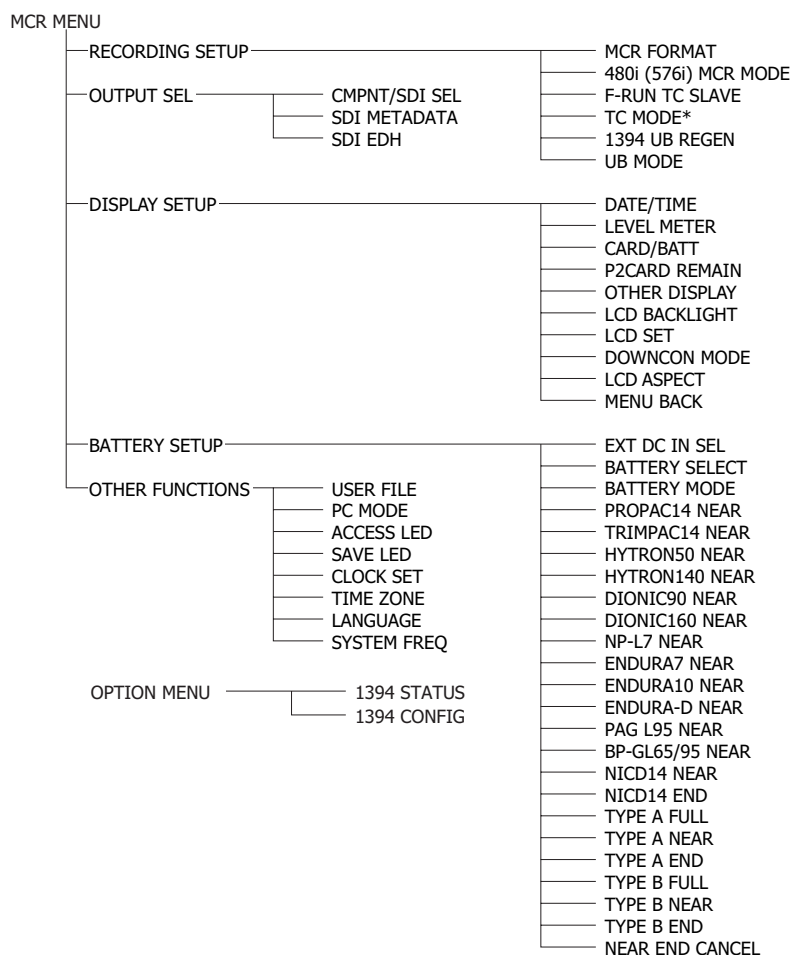 MCR MENU
RECORDING SETUP
MCR FORMAT
480i (576i) MCR MODE
F-RUN TC SLAVE
TC MODE*
1394 UB REGEN
UB MODE
OUTPUT SEL
CMPNT/SDI SEL
SDI METADATA
SDI EDH
DISPLAY SETUP
DATE/TIME
LEVEL METER
CARD/BATT
P2CARD REMAIN
OTHER DISPLAY
LCD BACKLIGHT
LCD SET
DOWNCON MODE
LCD ASPECT
MENU BACK
BATTERY SETUP
EXT DC IN SEL
BATTERY SELECT
BATTERY MODE
PROPAC14 NEAR
TRIMPAC14 NEAR
HYTRON50 NEAR
HYTRON140 NEAR
DIONIC90 NEAR
DIONIC160 NEAR
NP-L7 NEAR
ENDURA7 NEAR
ENDURA10 NEAR
ENDURA-D NEAR
PAG L95 NEAR
BP-GL65/95 NEAR
NICD14 NEAR
NICD14 END
TYPE A FULL
TYPE A NEAR
TYPE A END
TYPE B FULL
TYPE B NEAR
TYPE B END
NEAR END CANCEL
OTHER FUNCTIONS
USER FILE
PC MODE
ACCESS LED
SAVE LED
CLOCK SET
TIME ZONE
LANGUAGE
SYSTEM FREQ
OPTION MENU
1394 STATUS
1394 CONFIG